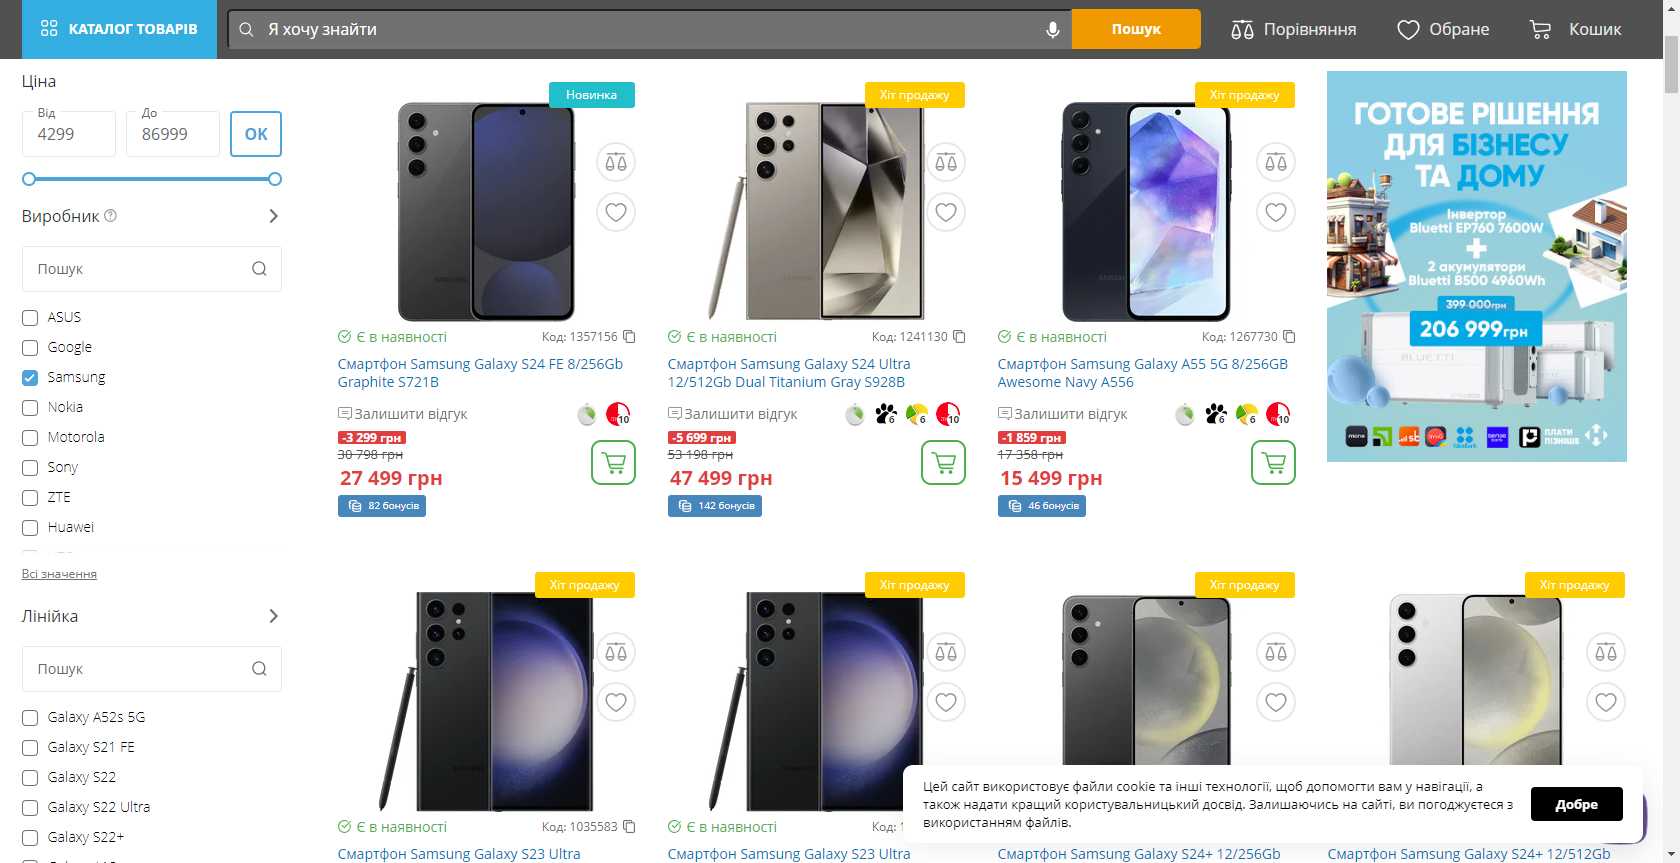 КАТАЛОГ ТОВАРІВ
Я хочу знайти
Пошук
Порівняння
Обране
Кошик
Ціна
Від
4299
До
86999
OK
Виробник
Пошук
ASUS
Google
Samsung
Nokia
Motorola
Sony
ZTE
Huawei
Всі значення
Лінійка
Пошук
Galaxy A52s 5G
Galaxy S21 FE
Galaxy S22
Galaxy S22 Ultra
Galaxy S22+
Новинка
Є в наявності
Код: 1357156
Смартфон Samsung Galaxy S24 FE 8/256Gb
Graphite S721B
Залишити відгук
10
-3 299 грн
30 798 грн
27 499 грн
82 бонусів
Хіт продажу
Є в наявності
Код: 1241130
Смартфон Samsung Galaxy S24 Ultra
12/512Gb Dual Titanium Gray S928B
Залишити відгук
6
6
10
-5 699 грн
53 198 грн
47 499 грн
142 бонусів
Хіт продажу
Є в наявності
Код: 1267730
Смартфон Samsung Galaxy A55 5G 8/256GB
Awesome Navy A556
Залишити відгук
6
6
10
-1 859 грн
17 358 грн
15 499 грн
46 бонусів
ГОТОВЕ РІШЕННЯ
ДЛЯ БІЗНЕСУ
ТА ДОМУ
Інвертор
Bluetti EP760 7600W
+
2 акумулятори
Bluetti B500 4960Wh
399 000грн
206 999грн
BLUETTI
ПЛАТИ
ПІЗНІШЕ
Хіт продажу
Є в наявності
Код: 1035583
Смартфон Samsung Galaxy S23 Ultra
Хіт продажу
Є в наявності
Код: 1
Смартфон Samsung Galaxy S23 Ultra
Хіт продажу
Смартфон Samsung Galaxy S24+ 12/256Gb
Хіт продажу
Смартфон Samsung Galaxy S24+ 12/512Gb
Цей сайт використовує файли cookie та інші технології, щоб допомогти вам у навігації, а
також надати кращий користувальницький досвід. Залишаючись на сайті, ви погоджуєтеся з
використанням файлів.
Добре